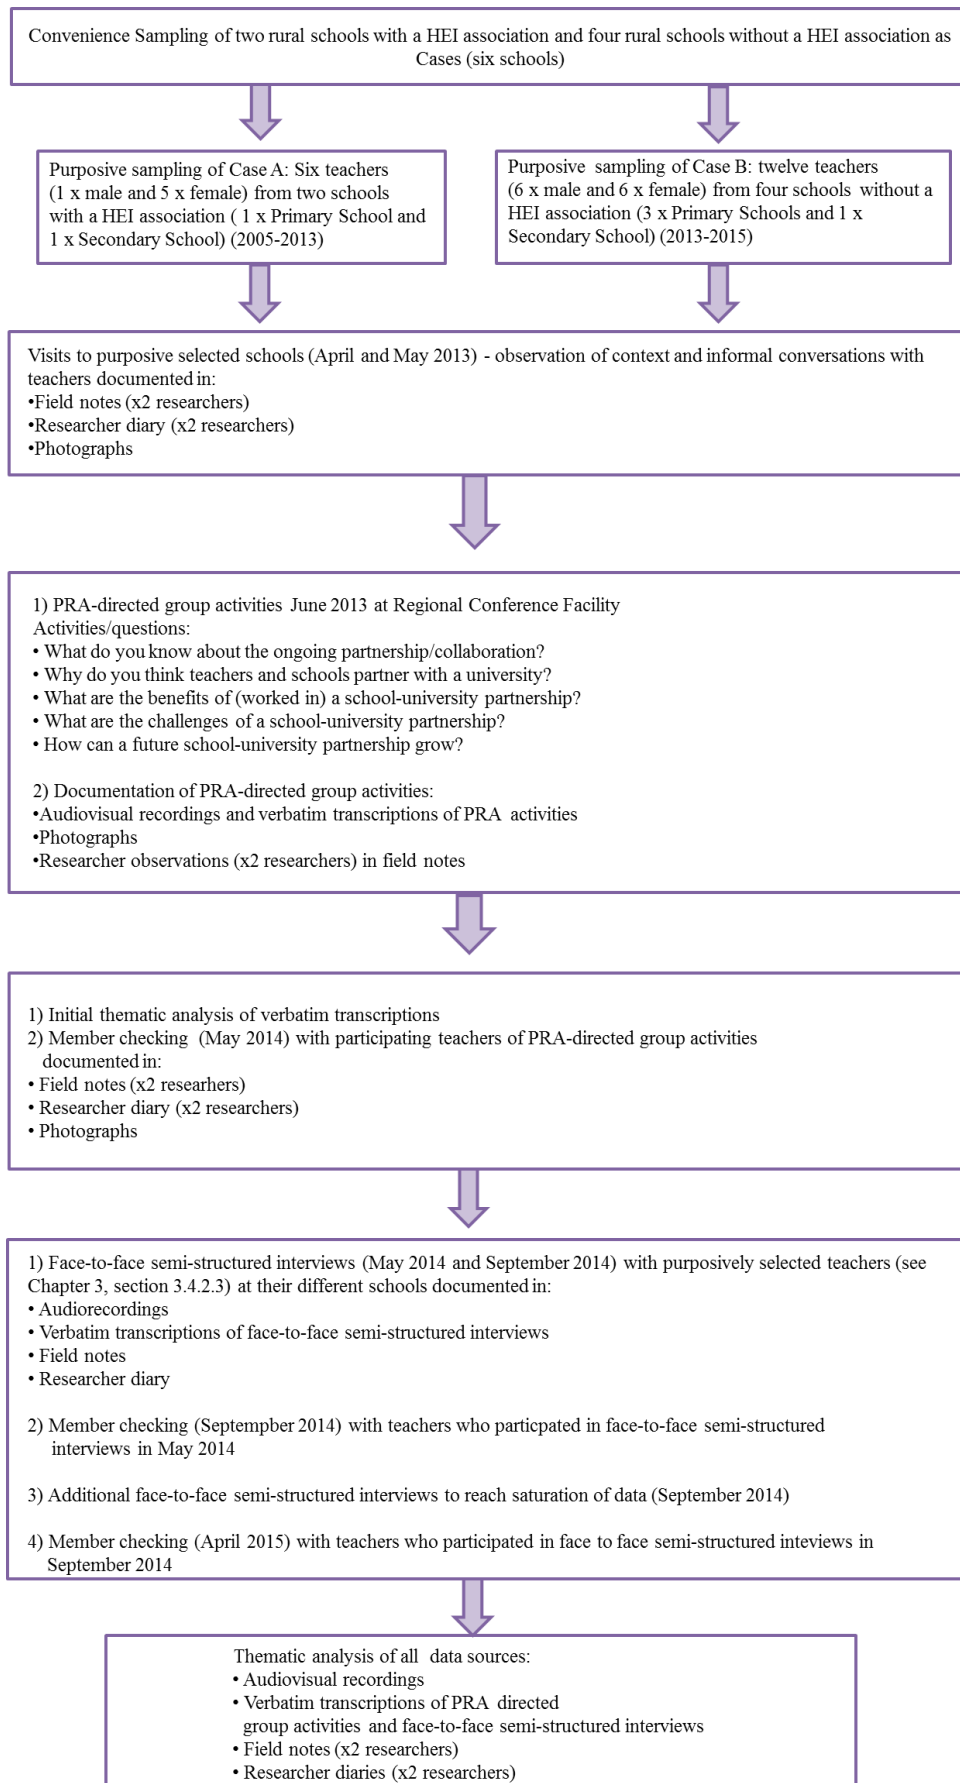 Convenience Sampling of two rural schools with a HEI association and four rural schools without a HEI association as
Cases (six schools)
Purposive sampling of Case A: Six teachers
(1 x male and 5 x female) from two schools
with a HEI association ( 1 x Primary School and
1 x Secondary School) (2005-2013)
Purposive sampling of Case B: twelve teachers
(6 x male and 6 x female) from four schools without a
HEI association (3 x Primary Schools and 1 x
Secondary School) (2013-2015)
Visits to purposive selected schools (April and May 2013) - observation of context and informal conversations with
teachers documented in:
•Field notes (x2 researchers)
•Researcher diary (x2 researchers)
•Photographs
1) PRA-directed group activities June 2013 at Regional Conference Facility
Activities/questions:
• What do you know about the ongoing partnership/collaboration?
• Why do you think teachers and schools partner with a university?
• What are the benefits of (worked in) a school-university partnership?
• What are the challenges of a school-university partnership?
• How can a future school-university partnership grow?
2) Documentation of PRA-directed group activities:
•Audiovisual recordings and verbatim transcriptions of PRA activities
•Photographs
•Researcher observations (x2 researchers) in field notes
1) Initial thematic analysis of verbatim transcriptions
2) Member checking (May 2014) with participating teachers of PRA-directed group activities
documented in:
• Field notes (x2 researhers)
• Researcher diary (x2 researchers)
• Photographs
1) Face-to-face semi-structured interviews (May 2014 and September 2014) with purposively selected teachers (see
Chapter 3, section 3.4.2.3) at their different schools documented in:
• Audiorecordings
• Verbatim transcriptions of face-to-face semi-structured interviews
• Field notes
• Researcher diary
2) Member checking (Septempber 2014) with teachers who particpated in face-to-face semi-structured
interviews in May 2014
3) Additional face-to-face semi-structured interviews to reach saturation of data (September 2014)
4) Member checking (April 2015) with teachers who participated in face to face semi-structured inteviews in
September 2014
Thematic analysis of all data sources:
• Audiovisual recordings
• Verbatim transcriptions of PRA directed
group activities and face-to-face semi-structured interviews
• Field notes (x2 researchers)
• Researcher diaries (x2 researchers)